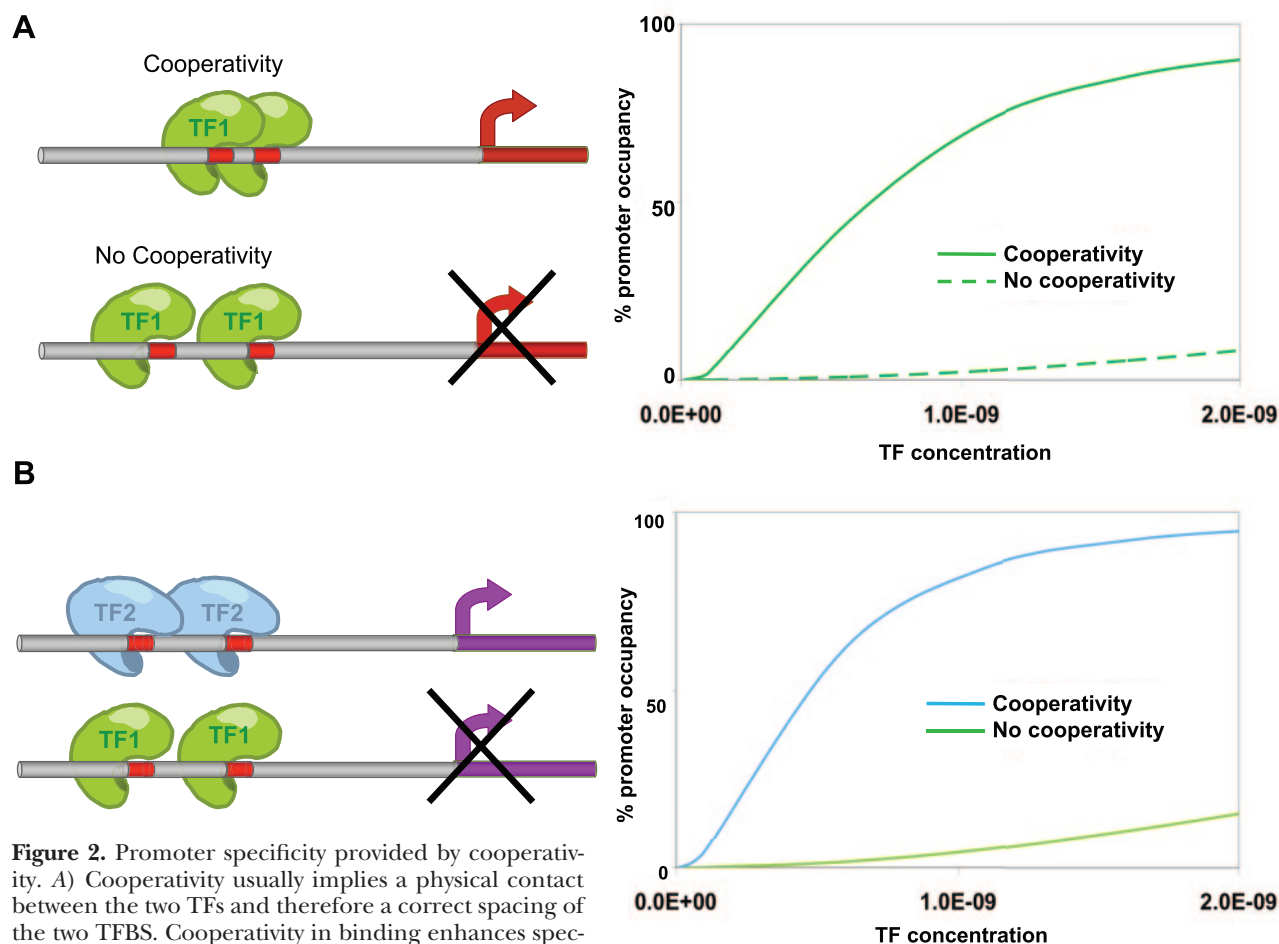 A
Cooperativity
TF1
No Cooperativity
TF1 TF1
100
50
0
% promoter occupancy
Cooperativity
No cooperativity
0.0E+00 1.0E-09 2.0E-09
TF concentration
B
TF2 TF2
TF1 TF1
100
50
0
% promoter occupancy
Cooperativity
No cooperativity
0.0E+00 1.0E-09 2.0E-09
TF concentration
Figure 2. Promoter specificity provided by cooperativ-
ity. A) Cooperativity usually implies a physical contact
between the two TFs and therefore a correct spacing of
the two TFBS. Cooperativity in binding enhances spec-